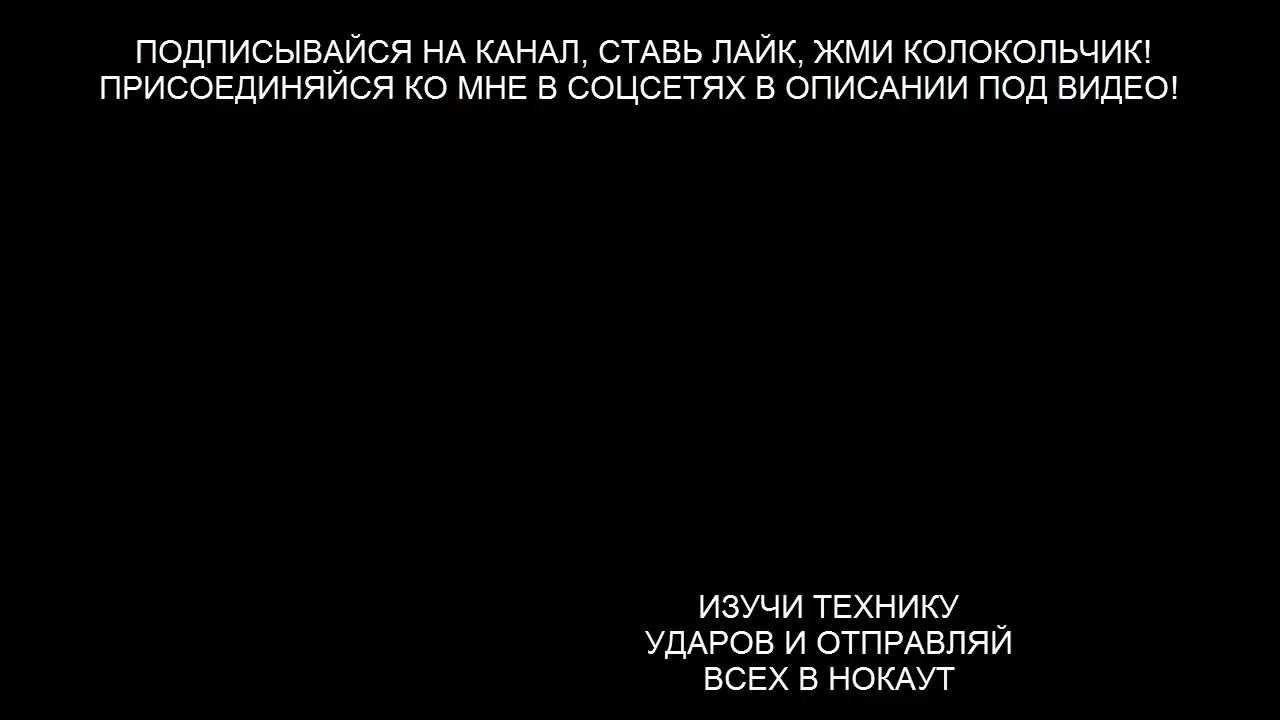 ПОДПИСЫВАЙСЯ НА КАНАЛ, СТАВЬ ЛАЙК, ЖМИ КОЛОКОЛЬЧИК!
ПРИСОЕДИНЯЙСЯ КО МНЕ В СОЦСЕТЯХ В ОПИСАНИИ ПОД ВИДЕО!
ИЗУЧИ ТЕХНИКУ
УДАРОВ И ОТПРАВЛЯЙ
ВСЕХ В НОКАУТ